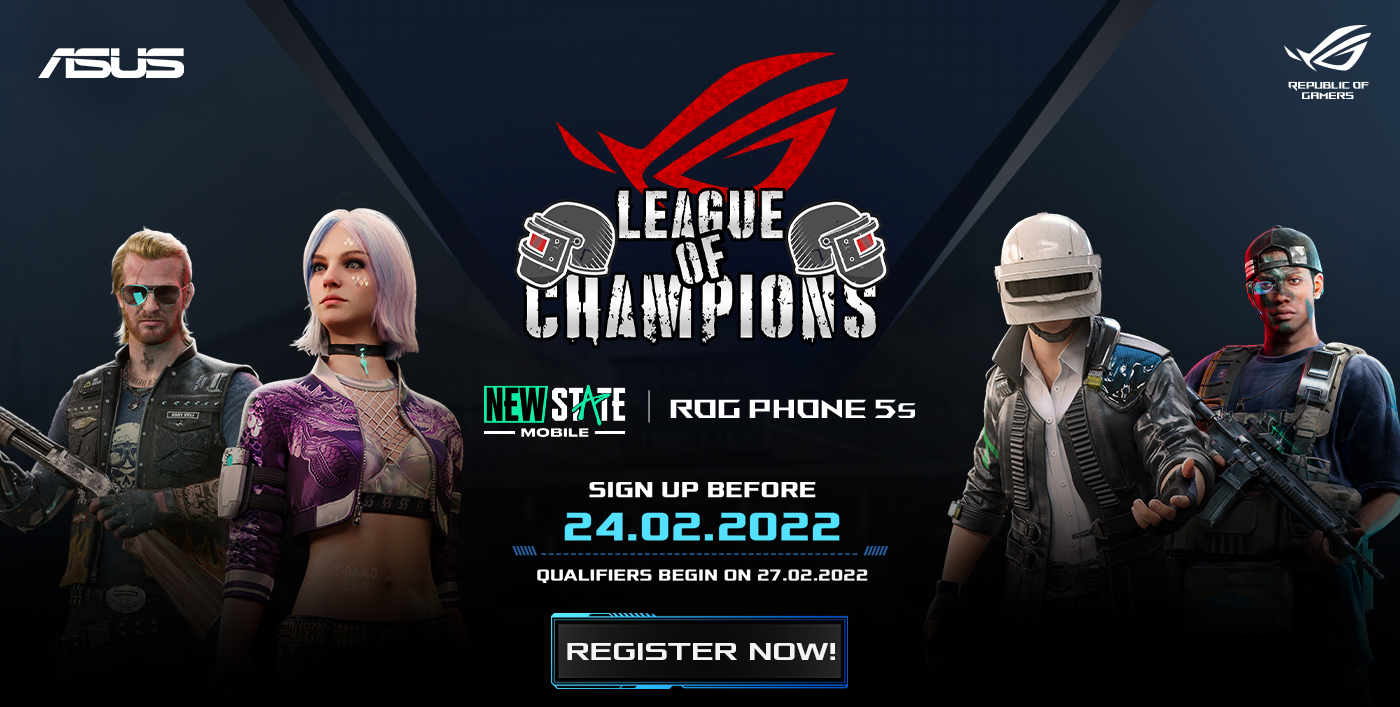 ASUS
REPUBLIC OF
GAMERS
LEAGUE
OF
CHAMPIONS
NEW STATE
MOBILE
ROG PHONE 5s
SIGN UP BEFORE
24.02.2022
QUALIFIERS BEGIN ON 27.02.2022
REGISTER NOW!